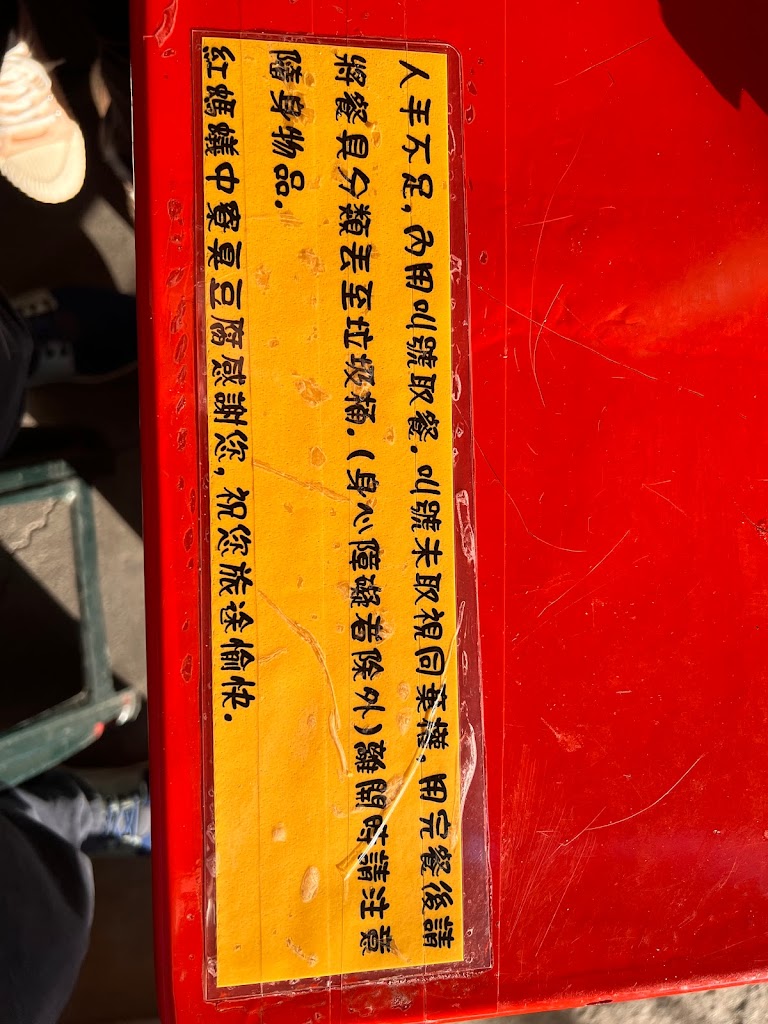 人手不足,內用叫號取餐.叫號未取視同棄權,用完餐後請
將餐具分類丟至垃圾桶.(身心障礙者除外)離開時請注意
隨身物品.
紅螞蟻中寮臭豆腐感謝您,祝您旅途愉快.